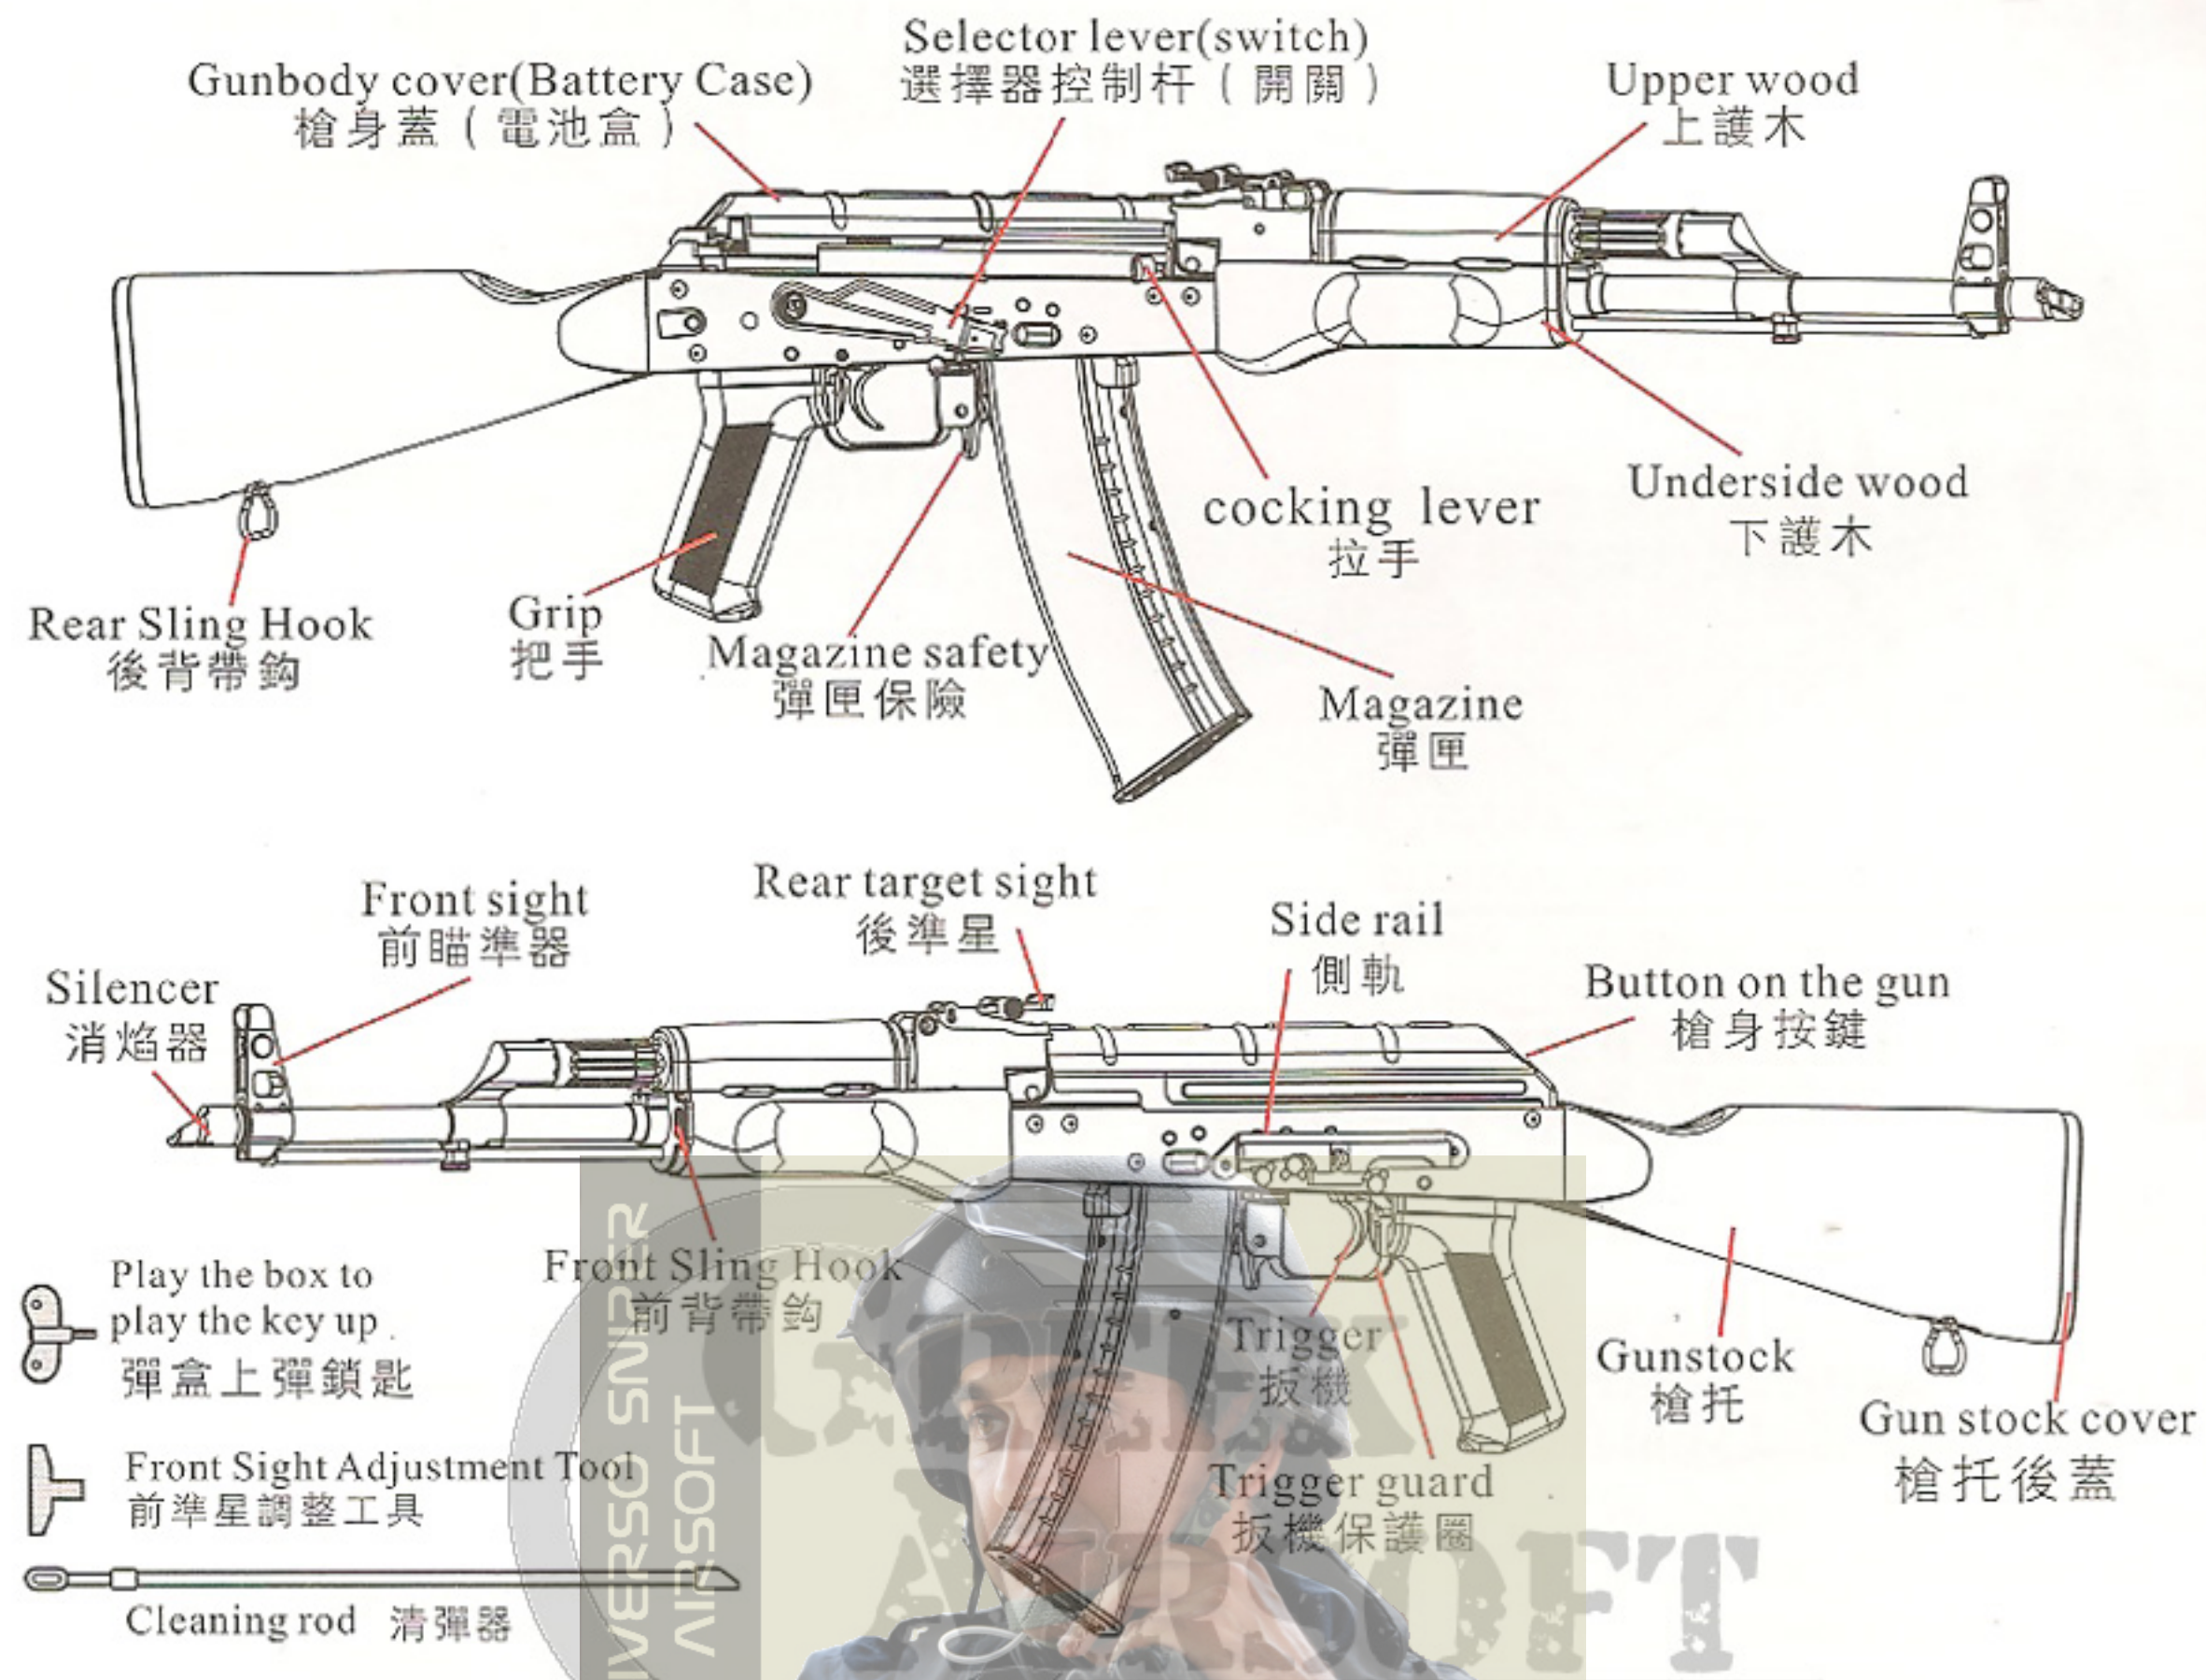 Selector lever(switch)
選擇器控制杆(開關)
Gunbody cover(Battery Case)
槍身蓋(電池盒)
Upper wood
上護木
cocking lever
拉手
Underside wood
下護木
Rear Sling Hook
後背帶鈎
Grip
把手
Magazine safety
彈匣保險
Magazine
彈匣
Front sight
前瞄準器
Rear target sight
後準星
Side rail
側軌
Silencer
消焰器
Button on the gun
槍身按鍵
Play the box to
play the key up
彈盒上彈鎖匙
Front Sling Hook
前背帶鈎
Trigger
扳機
Gunstock
槍托
Gun stock cover
槍托後蓋
Front Sight Adjustment Tool
前準星調整工具
Trigger guard
扳機保護圈
Cleaning rod 清彈器
VERSO SNIPER
AIRSOFT
GREEK
AIRSOFT